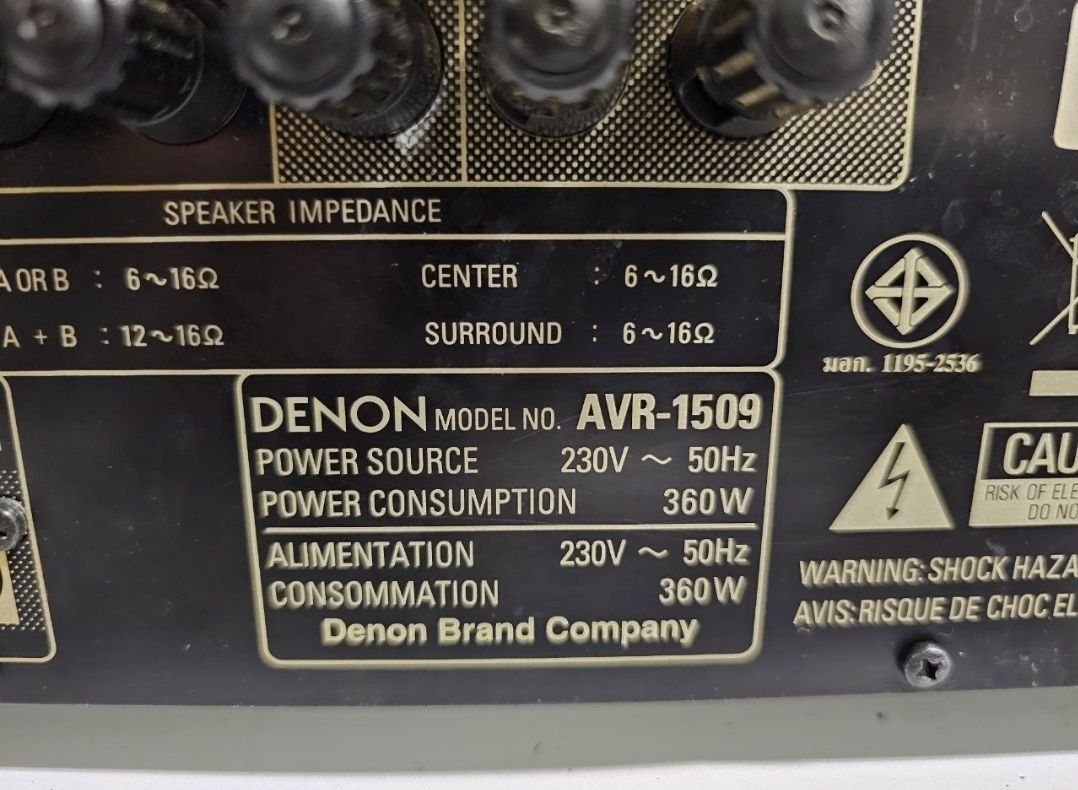 SPEAKER IMPEDANCE
A OR B : 6~16Ω CENTER : 6~16Ω
A + B : 12~16Ω SURROUND : 6~16Ω
มอก. 1195-2536
DENON MODEL NO. AVR-1509
POWER SOURCE 230V ~ 50Hz
POWER CONSUMPTION 360W
ALIMENTATION 230V ~ 50Hz
CONSOMMATION 360W
Denon Brand Company
CAU
RISK OF ELE
DO NO
WARNING: SHOCK HAZA
AVIS: RISQUE DE CHOC EL